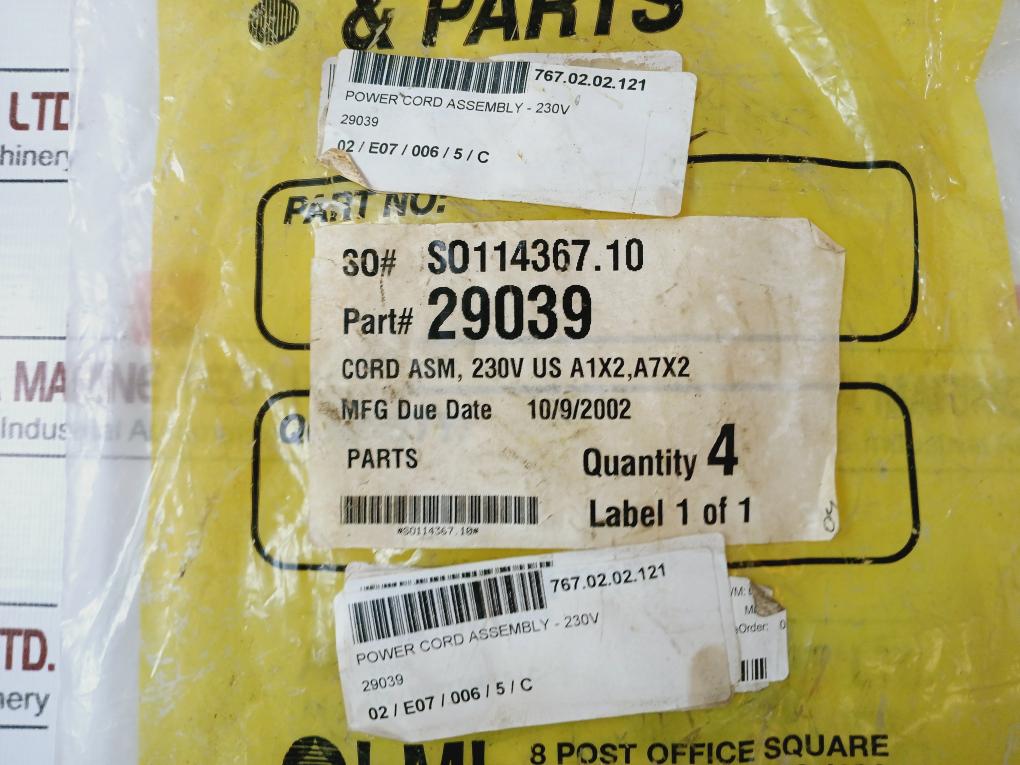 & PARTS
767.02.02.121
POWER CORD ASSEMBLY - 230V
29039
02 / E07 / 006 / 5 / C
PART NO:
SO# SO114367.10
Part# 29039
CORD ASM, 230V US A1X2,A7X2
MFG Due Date 10/9/2002
PARTS
Quantity 4
Label 1 of 1
*SO114367.10*
767.02.02.121
POWER CORD ASSEMBLY - 230V
29039
02 / E07 / 006 / 5 / C
LMI
8 POST OFFICE SQUARE
LTD
hinery
TD.
nery